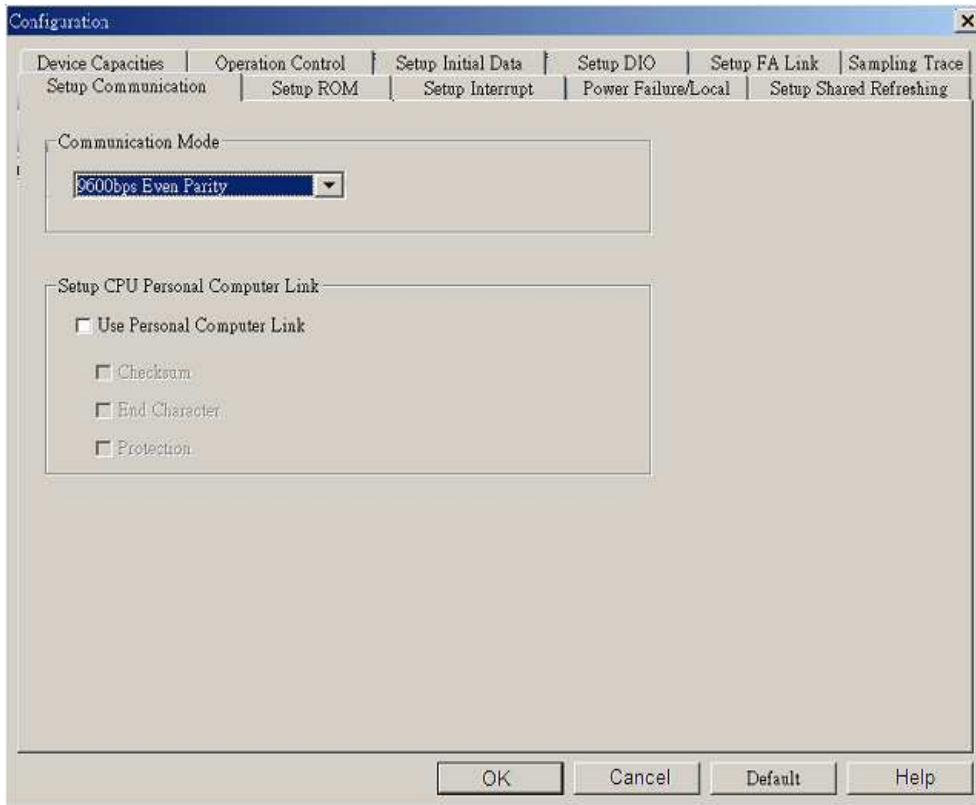 Configuration
Device Capacities Operation Control Setup Initial Data Setup DIO Setup FA Link Sampling Trace
Setup Communication Setup ROM Setup Interrupt Power Failure/Local Setup Shared Refreshing
Communication Mode
9600bps Even Parity
Setup CPU Personal Computer Link
Use Personal Computer Link
Checksum
End Character
Protection
OK Cancel Default Help